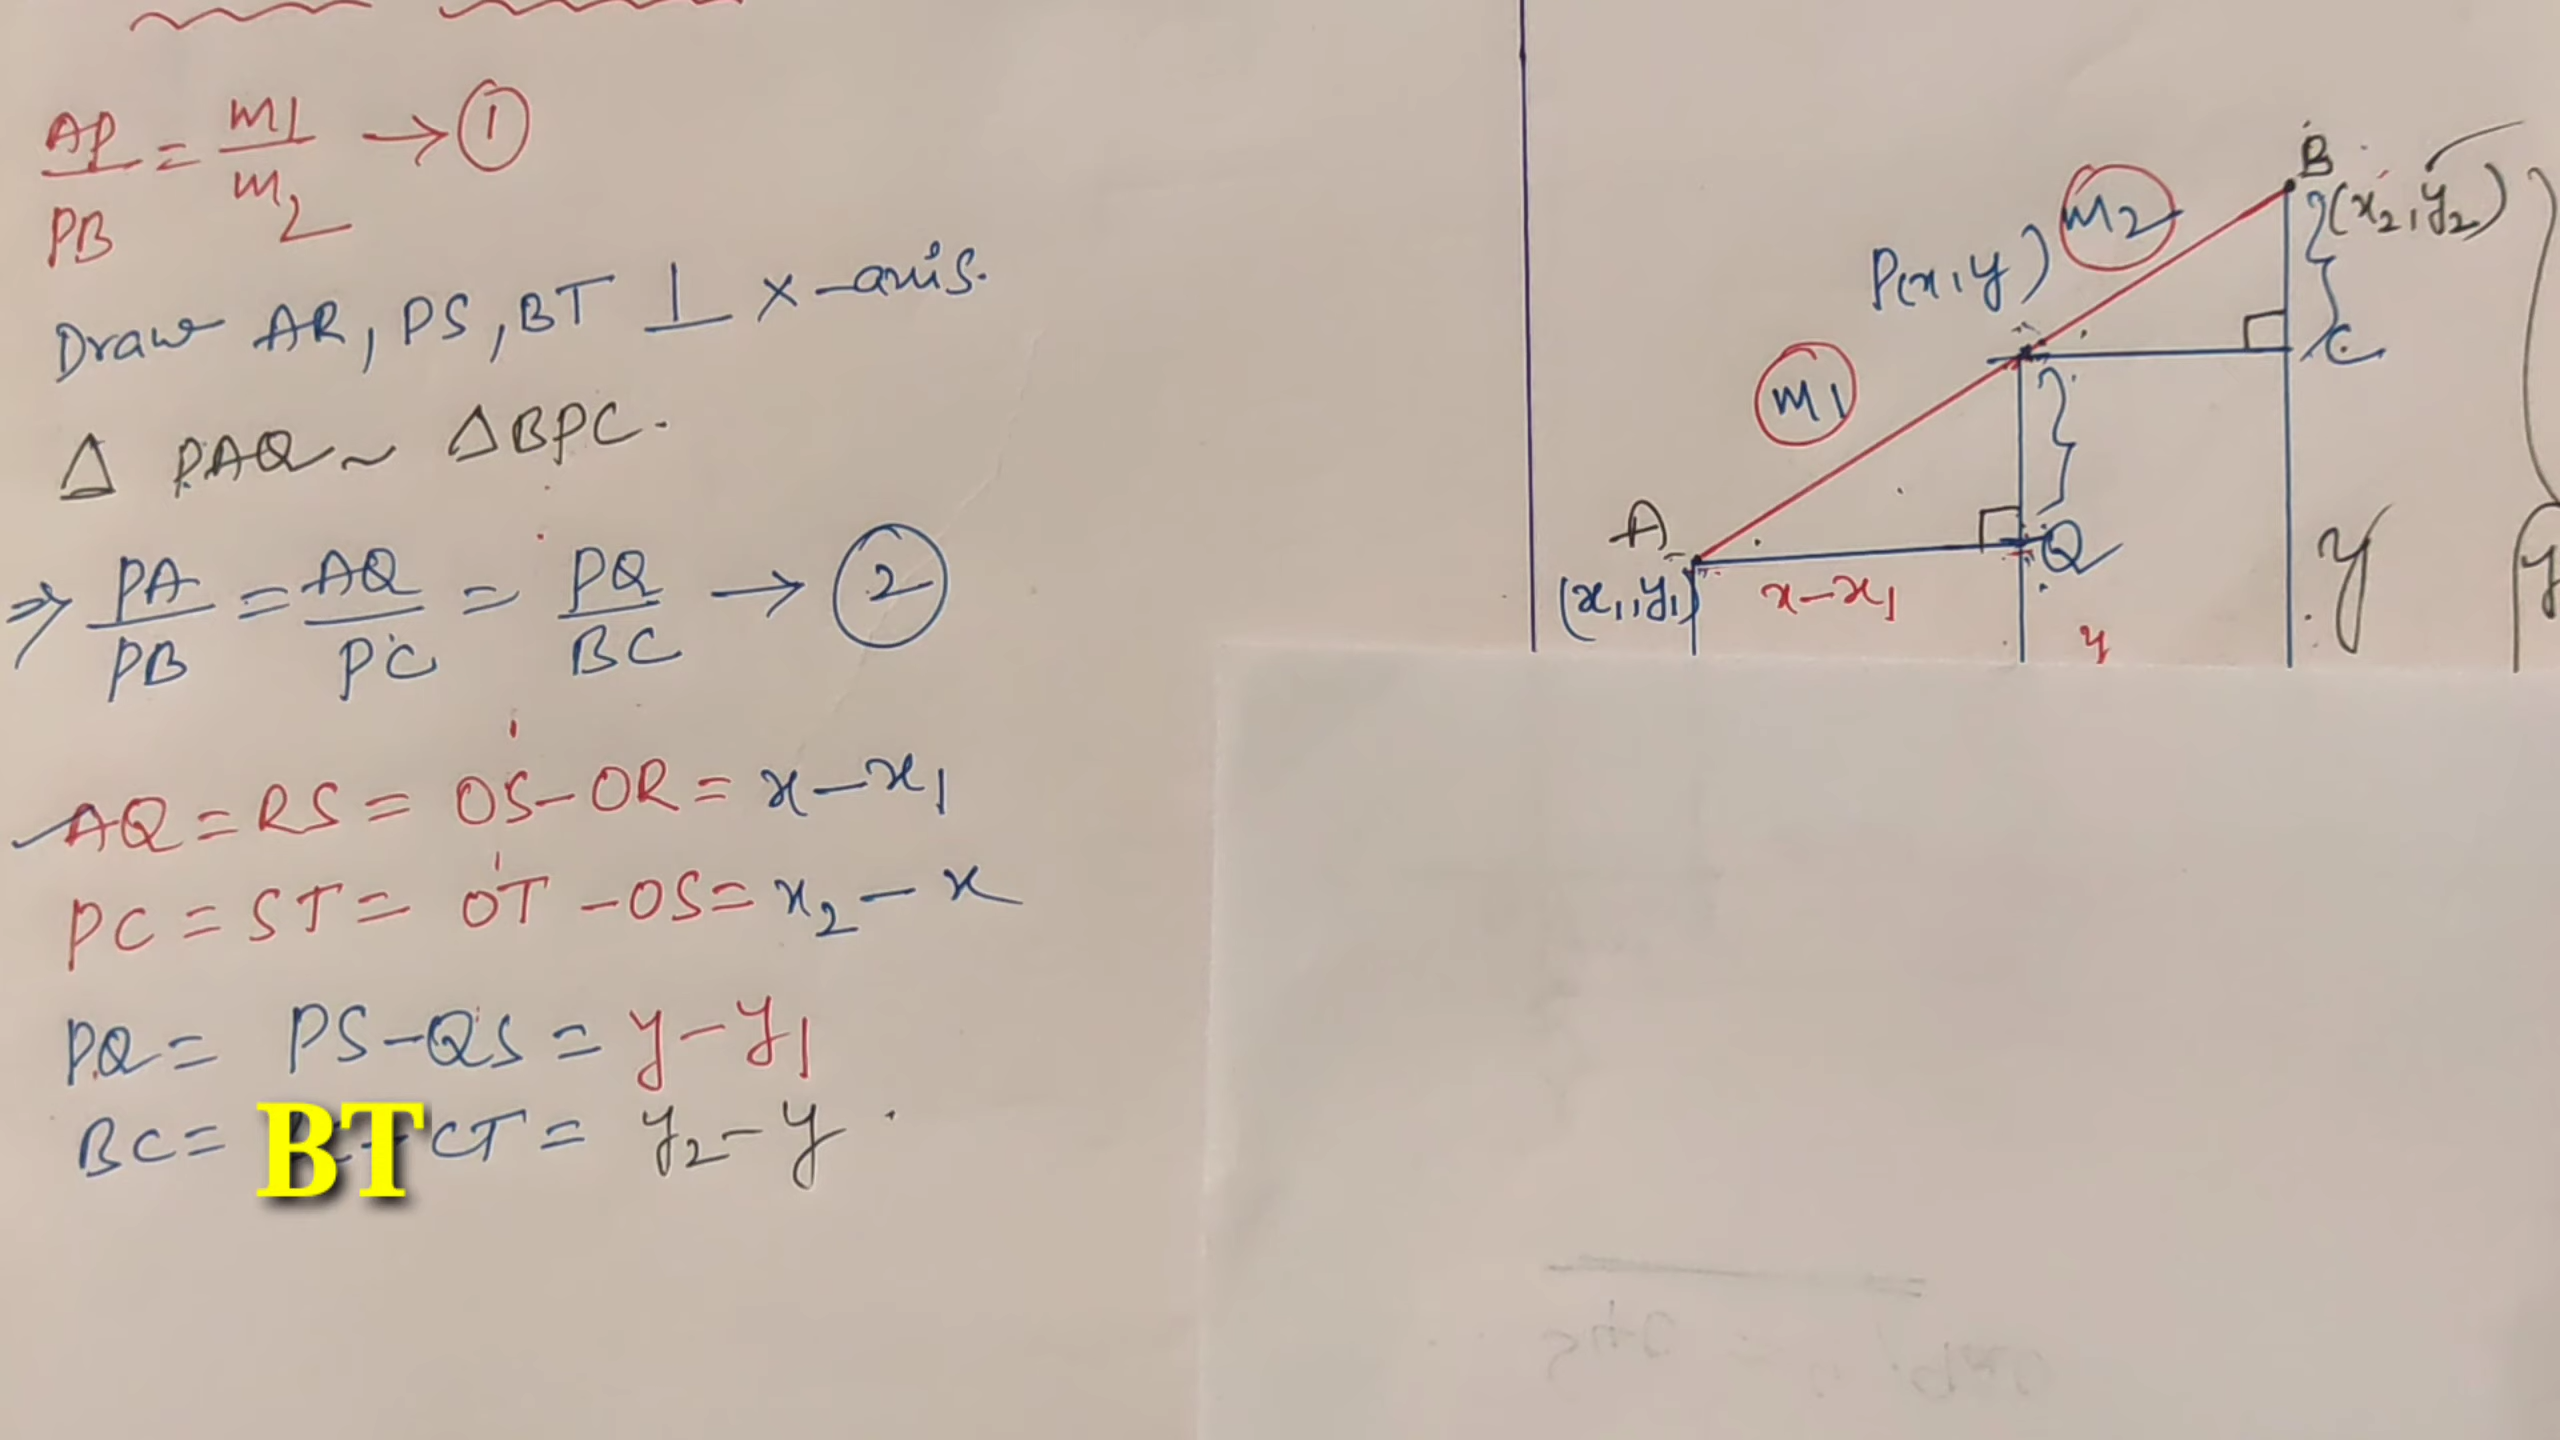 AP/PB = m1/m2 → ①
Draw AR, PS, BT ⊥ x-axis.
Δ PAQ ~ ΔBPC.
⇒ PA/PB = AQ/PC = PQ/BC → ②
AQ = RS = OS - OR = x - x1
PC = ST = OT - OS = x2 - x
PQ = PS - QS = y - y1
BC = BT - CT = y2 - y
B
(x2, y2)
m2
P(x, y)
C
m1
A
Q
(x1, y1)
x - x1
y
y
y